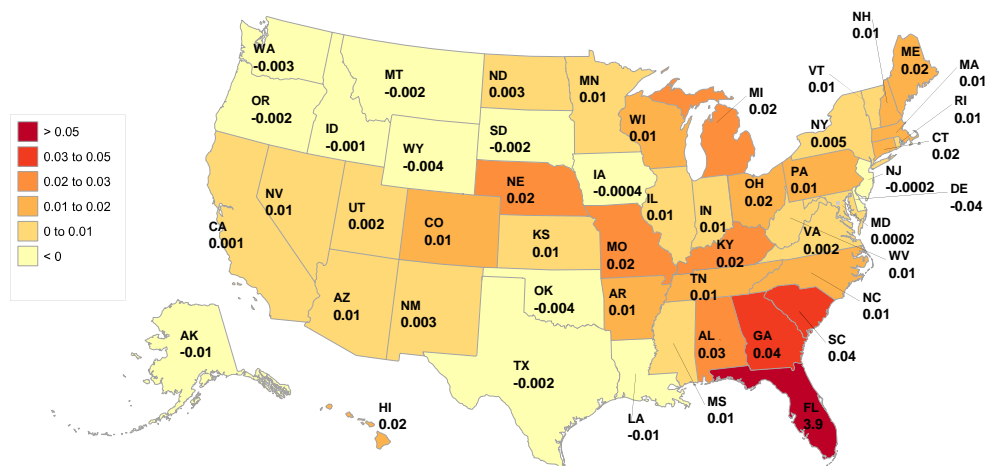 > 0.05
0.03 to 0.05
0.02 to 0.03
0.01 to 0.02
0 to 0.01
< 0
WA
-0.003
OR
-0.002
MT
-0.002
ID
-0.001
WY
-0.004
ND
0.003
SD
-0.002
MN
0.01
WI
0.01
MI
0.02
NE
0.02
IA
-0.0004
NV
0.01
UT
0.002
CO
0.01
CA
0.001
KS
0.01
MO
0.02
IL
0.01
IN
0.01
OH
0.02
KY
0.02
TN
0.01
AZ
0.01
NM
0.003
OK
-0.004
AR
0.01
TX
-0.002
LA
-0.01
MS
0.01
AL
0.03
GA
0.04
FL
3.9
SC
0.04
NC
0.01
VA
0.002
WV
0.01
MD
0.0002
DE
-0.04
NJ
-0.0002
PA
0.01
NY
0.005
CT
0.02
RI
0.01
MA
0.01
ME
0.02
NH
0.01
VT
0.01
AK
-0.01
HI
0.02